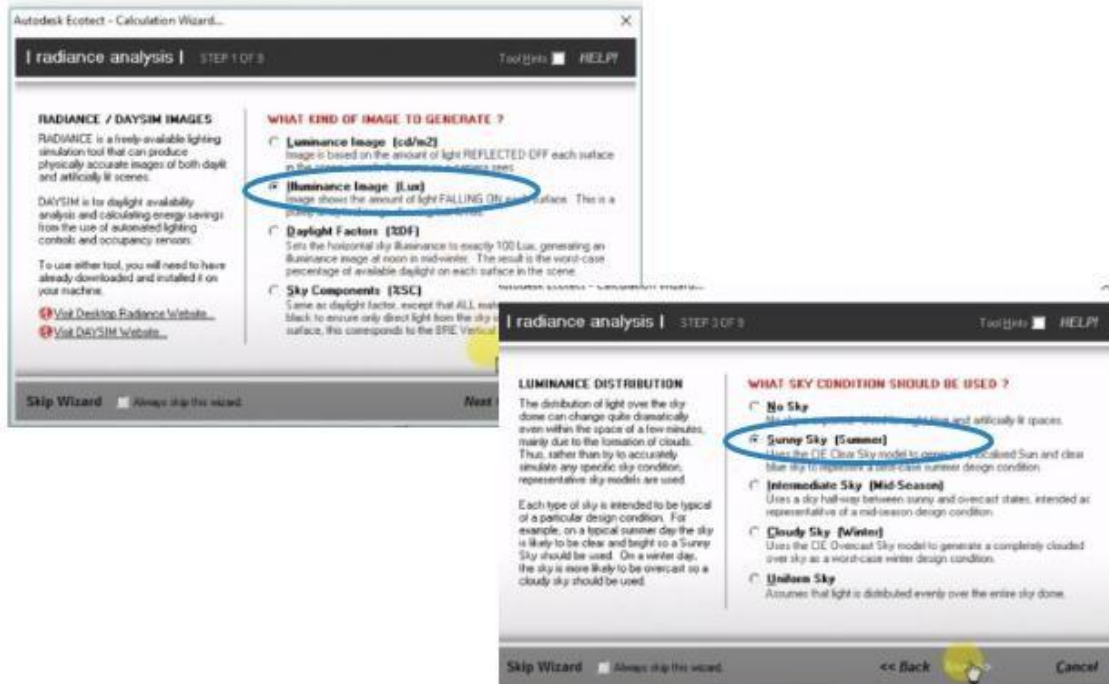 Autodesk Ecotect - Calculation Wizard...
| radiance analysis | STEP 1 OF 9
Tool Hints HELP!
RADIANCE / DAYSIM IMAGES
RADIANCE is a freely-available lighting
simulation tool that can produce
physically accurate images of both daylit
and artificially lit scenes.
DAYSIM is for daylight availability
analysis and calculating energy savings
from the use of automated lighting
controls and occupancy sensors.
To use either tool, you will need to have
already downloaded and installed it on
your machine.
Visit Desktop Radiance Website...
Visit DAYSIM Website...
WHAT KIND OF IMAGE TO GENERATE ?
Luminance Image (cd/m2)
Image is based on the amount of light REFLECTED OFF each surface
in the
Illuminance Image (Lux)
Image shows the amount of light FALLING ON each surface. This is a
Daylight Factors (%DF)
Sets the horizontal sky illuminance to exactly 100 Lux, generating an
illuminance image at noon in mid-winter. The result is the worst-case
percentage of available daylight on each surface in the scene.
Sky Components (%SC)
Same as daylight factor, except that ALL
black to ensure only direct light from the sky
surface, this corresponds to the BRE Vertical
Skip Wizard Always skip this wizard. Next
Autodesk Ecotect - Calculation Wizard...
| radiance analysis | STEP 3 OF 9
Tool Hints HELP!
LUMINANCE DISTRIBUTION
The distribution of light over the sky
dome can change quite dramatically
even within the space of a few minutes,
mainly due to the formation of clouds.
Thus, rather than try to accurately
simulate any specific sky condition,
representative sky models are used.
Each type of sky is intended to be typical
of a particular design condition. For
example, on a typical summer day the sky
is likely to be clear and bright so a Sunny
Sky should be used. On a winter day,
the sky is more likely to be overcast so a
cloudy sky should be used.
WHAT SKY CONDITION SHOULD BE USED ?
No Sky
and artificially lit spaces.
Sunny Sky (Summer)
Uses the CIE Clear Sky model to generate a localised Sun and clear
blue sky to represent a best-case summer design condition.
Intermediate Sky (Mid-Season)
Uses a sky half-way between sunny and overcast states, intended as
representative of a mid-season design condition.
Cloudy Sky (Winter)
Uses the CIE Overcast Sky model to generate a completely clouded
over sky as a worst-case winter design condition.
Uniform Sky
Assumes that light is distributed evenly over the entire sky dome.
Skip Wizard Always skip this wizard. << Back Cancel